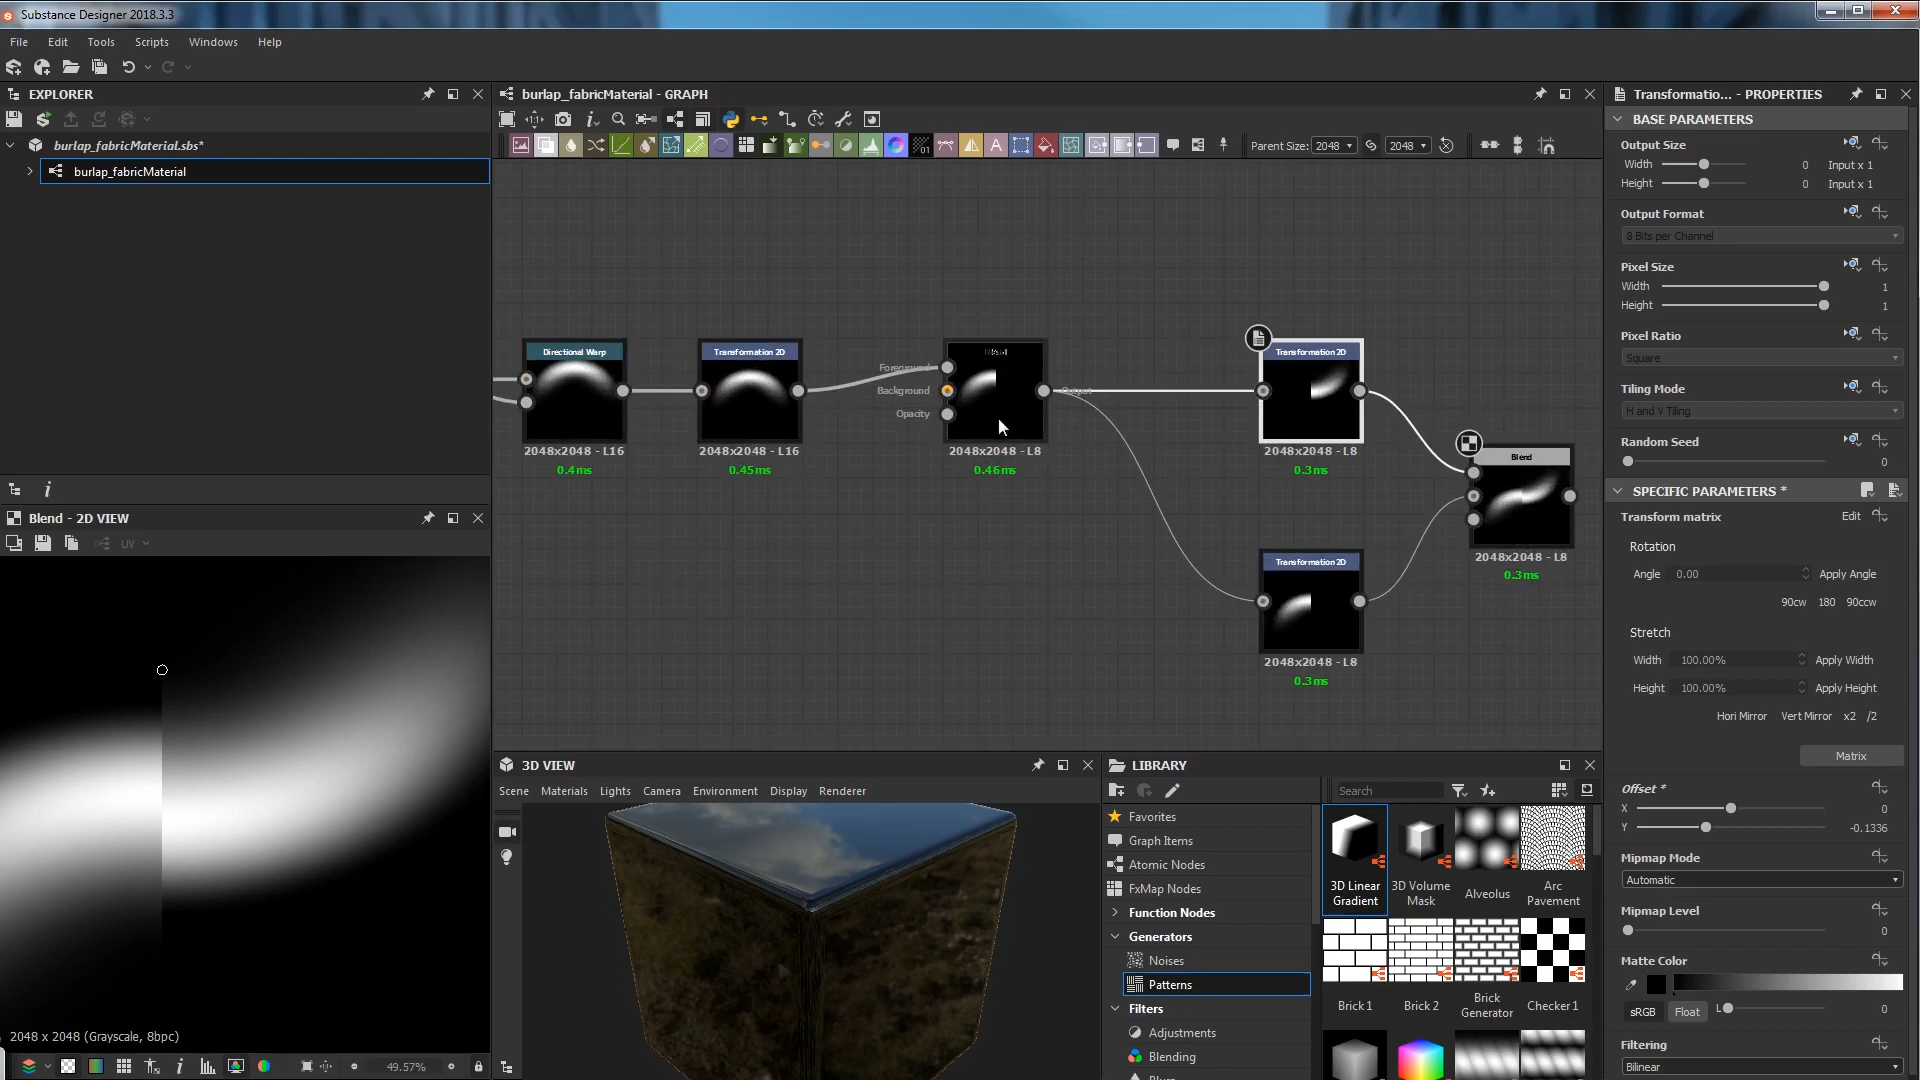 Substance Designer 2018.3.3
File Edit Tools Scripts Windows Help
EXPLORER
burlap_fabricMaterial.sbs*
burlap_fabricMaterial
Blend - 2D VIEW
UV
2048 x 2048 (Grayscale, 8bpc)
49.57%
burlap_fabricMaterial - GRAPH
Parent Size: 2048 2048
Directional Warp
2048x2048 - L16
0.4ms
Transformation 2D
2048x2048 - L16
0.45ms
Foreground
Background
Opacity
Blend
Output
2048x2048 - L8
0.46ms
Transformation 2D
2048x2048 - L8
0.3ms
Transformation 2D
2048x2048 - L8
0.3ms
Blend
2048x2048 - L8
0.3ms
3D VIEW
Scene Materials Lights Camera Environment Display Renderer
LIBRARY
Search
Favorites
Graph Items
Atomic Nodes
FxMap Nodes
Function Nodes
Generators
Noises
Patterns
Filters
Adjustments
Blending
3D Linear Gradient
3D Volume Mask
Alveolus
Arc Pavement
Brick 1
Brick 2
Brick Generator
Checker 1
Transformatio... - PROPERTIES
BASE PARAMETERS
Output Size
Width 0 Input x 1
Height 0 Input x 1
Output Format
8 Bits per Channel
Pixel Size
Width 1
Height 1
Pixel Ratio
Square
Tiling Mode
H and V Tiling
Random Seed
0
SPECIFIC PARAMETERS *
Transform matrix Edit
Rotation
Angle 0.00 Apply Angle
90cw 180 90ccw
Stretch
Width 100.00% Apply Width
Height 100.00% Apply Height
Hori Mirror Vert Mirror x2 /2
Matrix
Offset *
X 0
Y -0.1336
Mipmap Mode
Automatic
Mipmap Level
0
Matte Color
sRGB Float L 0
Filtering
Bilinear